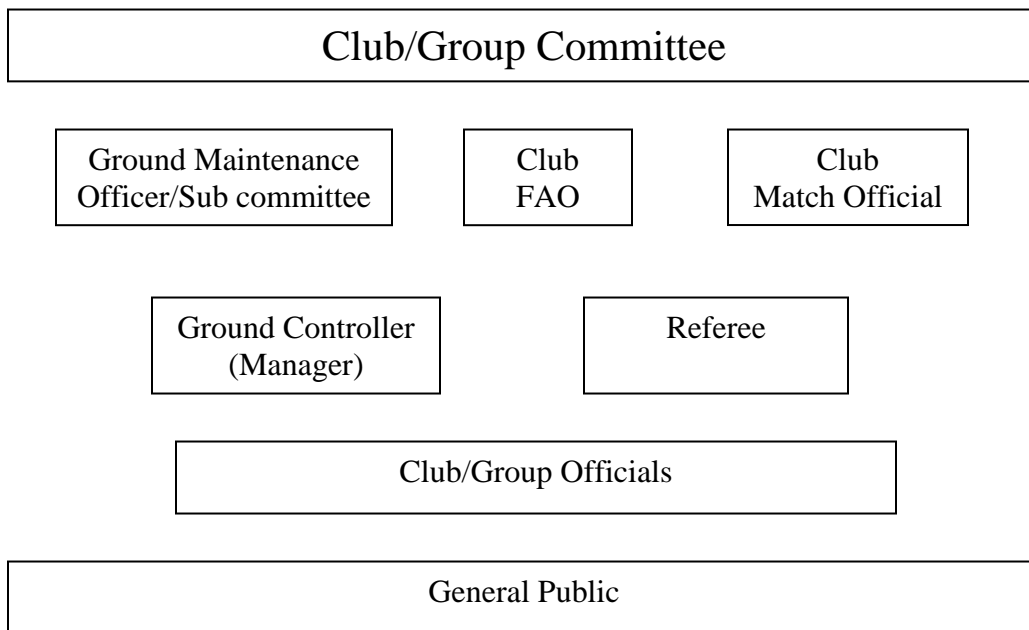 Club/Group Committee
Ground Maintenance
Officer/Sub committee
Club
FAO
Club
Match Official
Ground Controller
(Manager)
Referee
Club/Group Officials
General Public